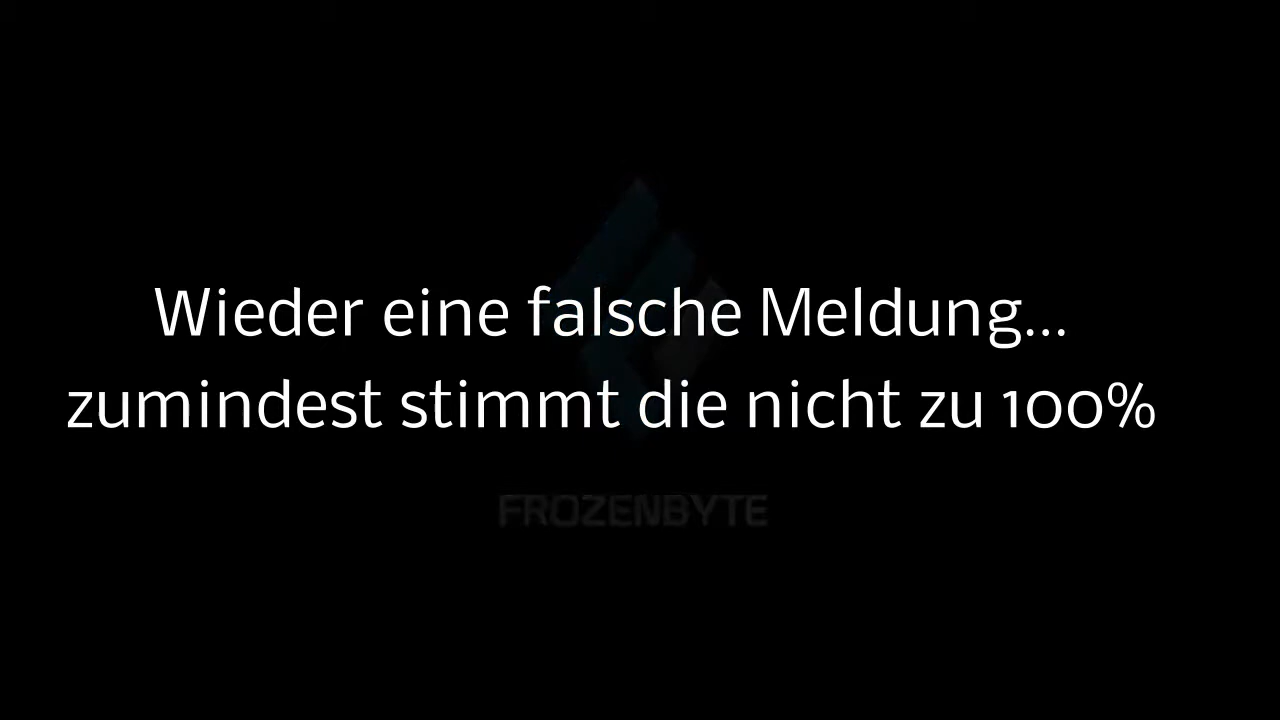 Wieder eine falsche Meldung...
zumindest stimmt die nicht zu 100%
FROZENBYTE